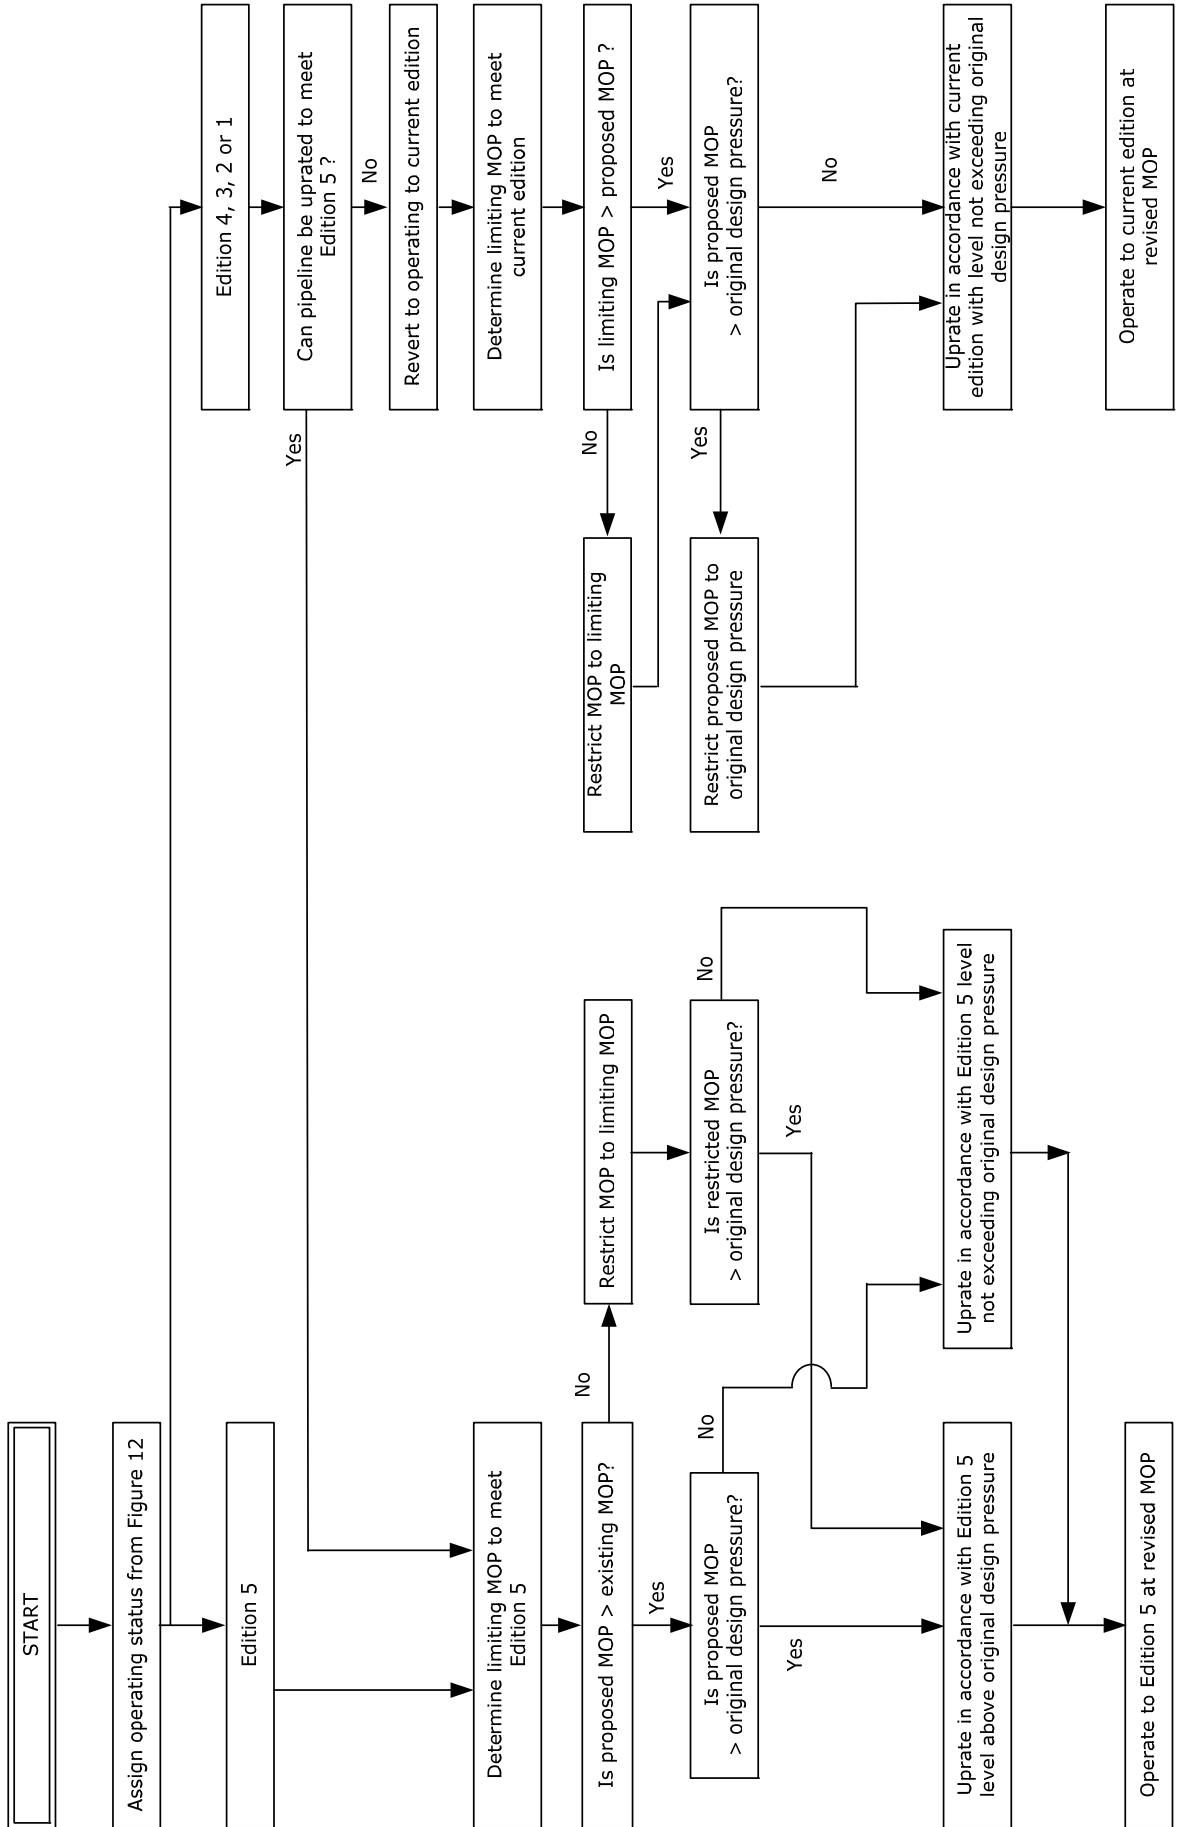 START
Assign operating status from Figure 12
Edition 5
Edition 4, 3, 2 or 1
Can pipeline be uprated to meet
Edition 5 ?
Yes
No
Revert to operating to current edition
Determine limiting MOP to meet
Edition 5
Determine limiting MOP to meet
current edition
Is proposed MOP > existing MOP?
No
Restrict MOP to limiting MOP
Yes
Is proposed MOP
> original design pressure?
No
Yes
Is restricted MOP
> original design pressure?
No
Yes
Restrict MOP to limiting
MOP
No
Is limiting MOP > proposed MOP ?
Yes
Restrict proposed MOP to
original design pressure
Yes
Is proposed MOP
> original design pressure?
No
Uprate in accordance with Edition 5
level above original design pressure
Uprate in accordance with Edition 5 level
not exceeding original design pressure
Uprate in accordance with current
edition with level not exceeding original
design pressure
Operate to Edition 5 at revised MOP
Operate to current edition at
revised MOP